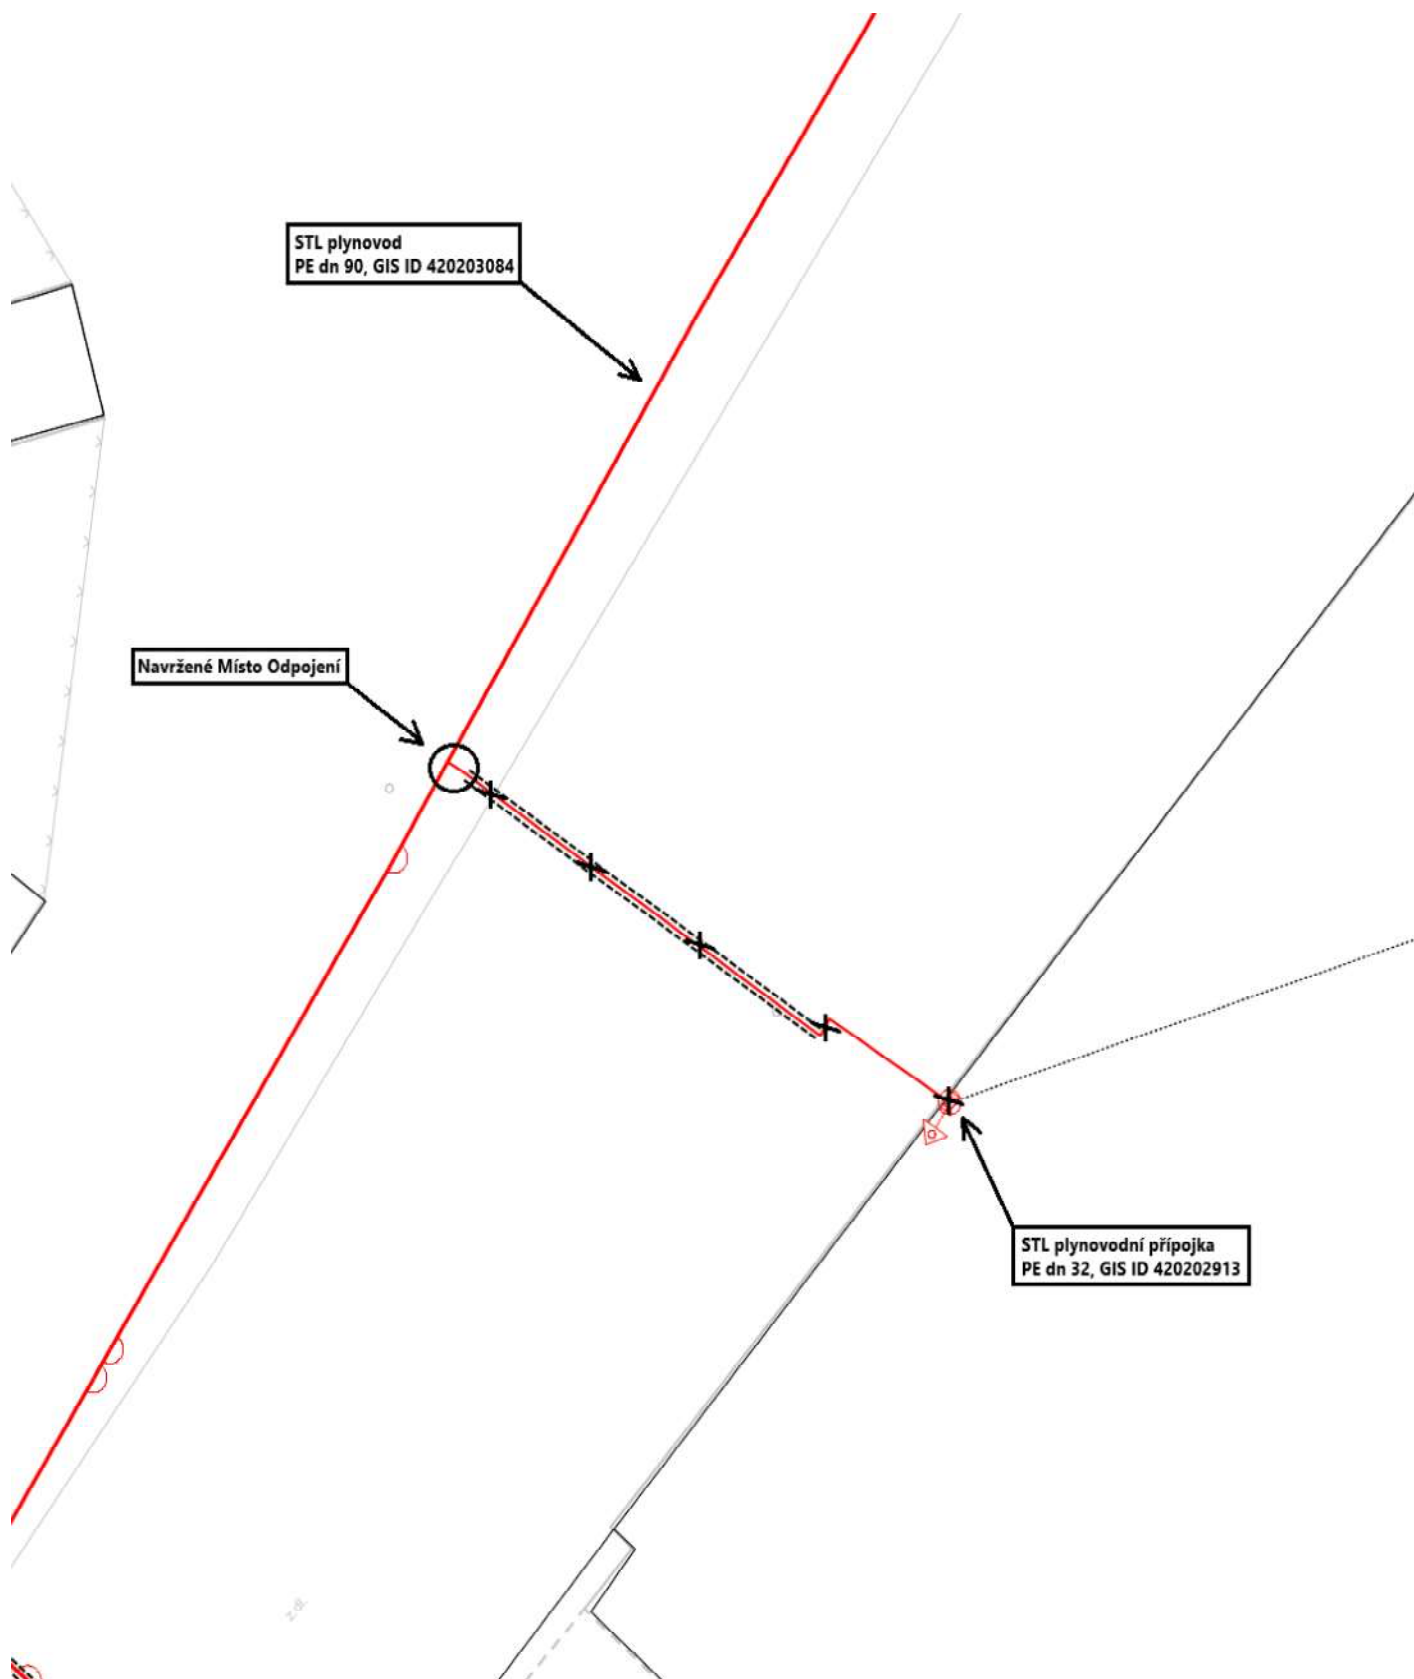 STL plynovod
PE dn 90, GIS ID 420203084
Navržené Místo Odpojení
STL plynovodní přípojka
PE dn 32, GIS ID 420202913
z.dl.